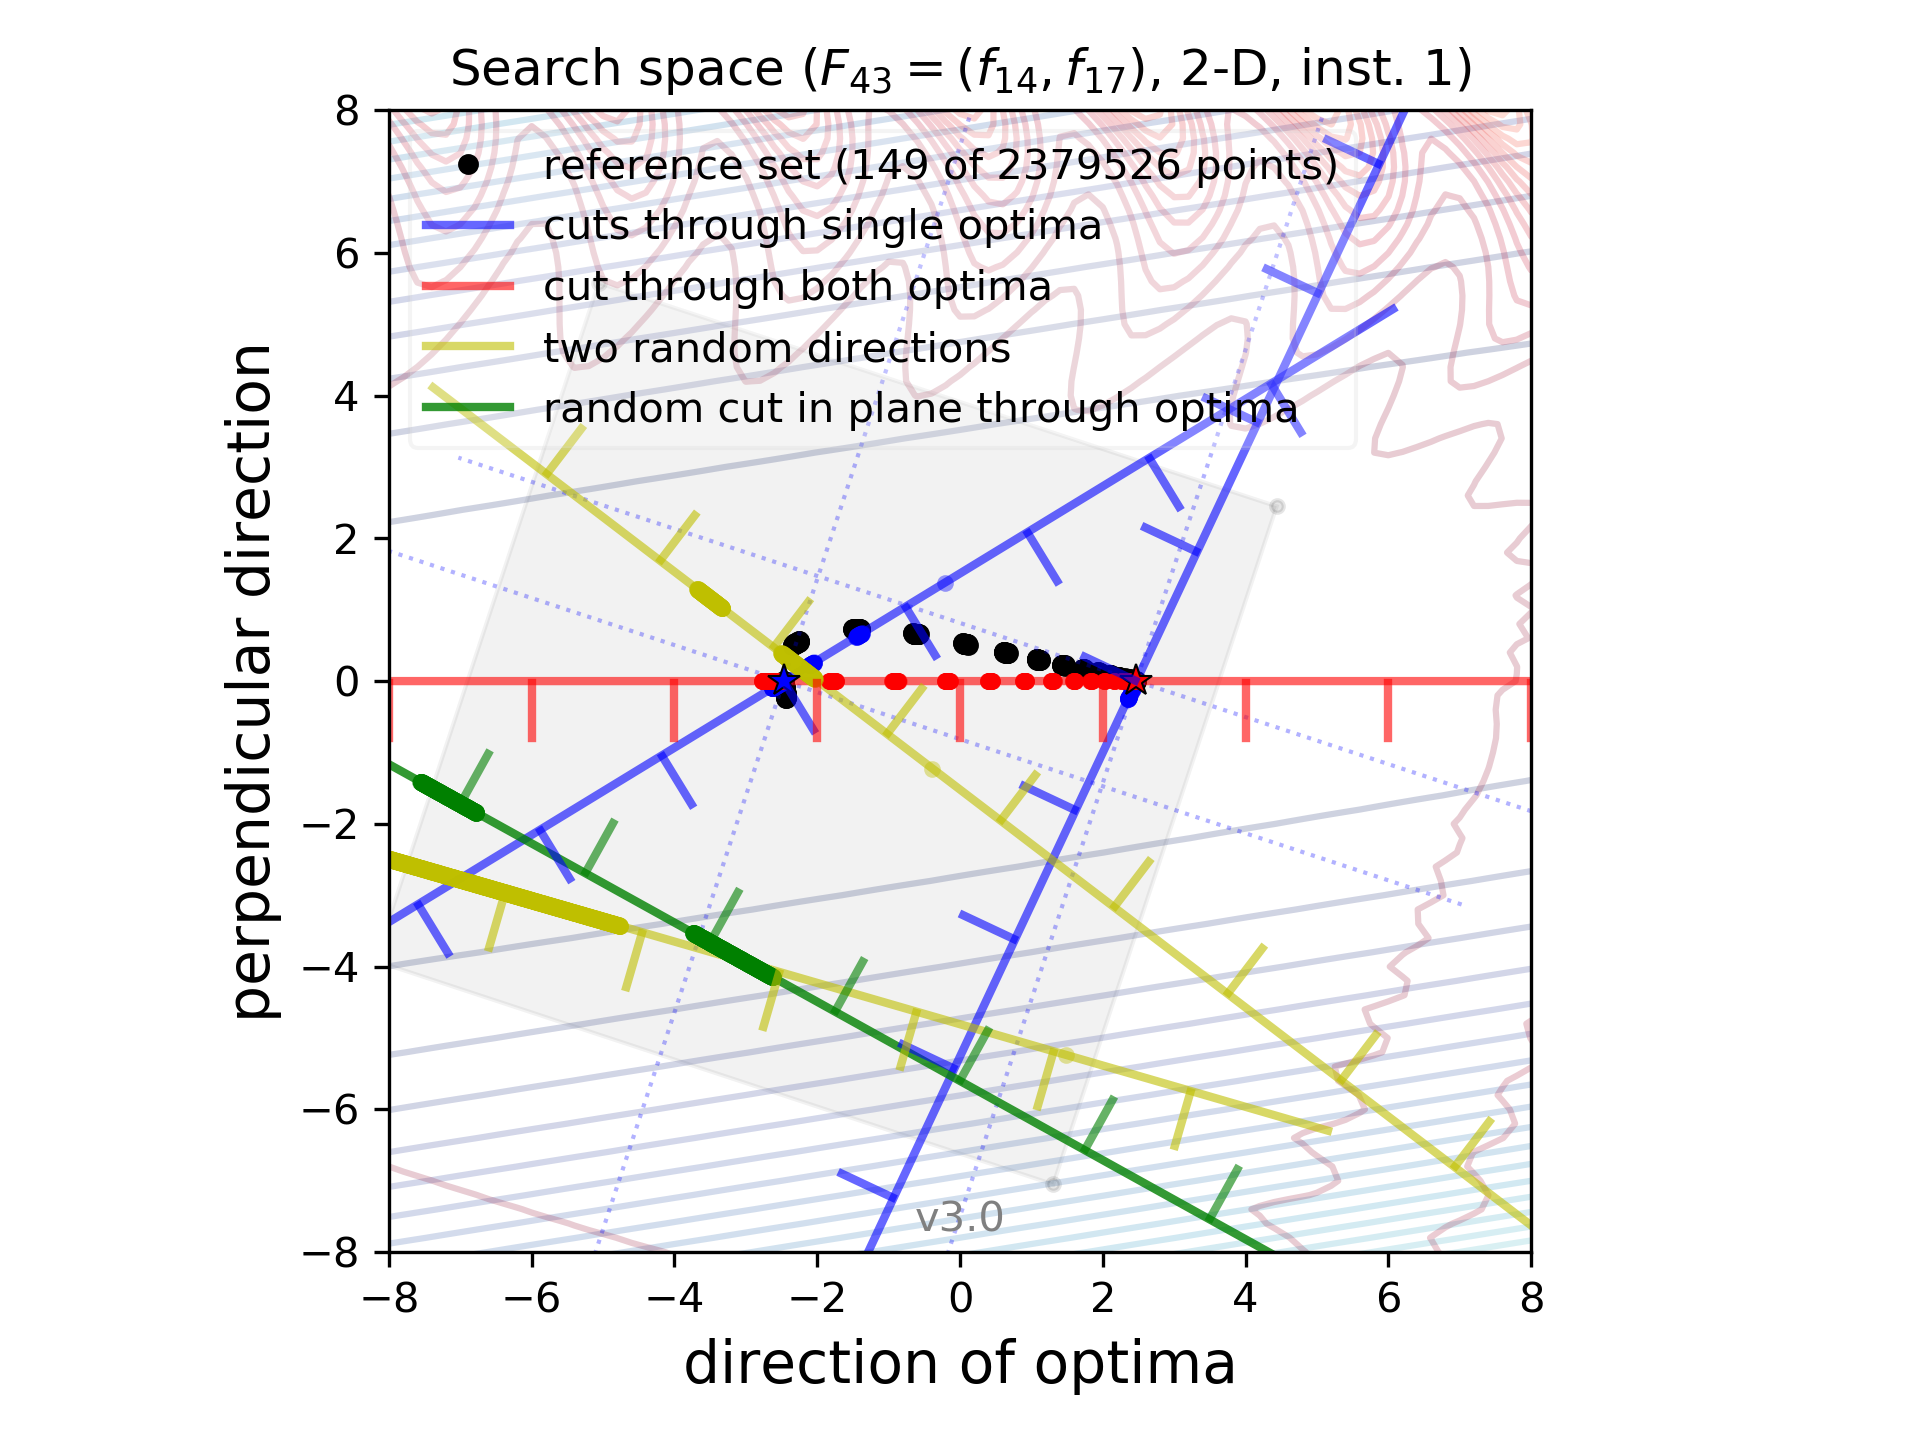 Search space (F43 = (f14, f17), 2-D, inst. 1)
reference set (149 of 2379526 points)
cuts through single optima
cut through both optima
two random directions
random cut in plane through optima
8
6
4
2
0
−2
−4
−6
−8
perpendicular direction
v3.0
−8 −6 −4 −2 0 2 4 6 8
direction of optima